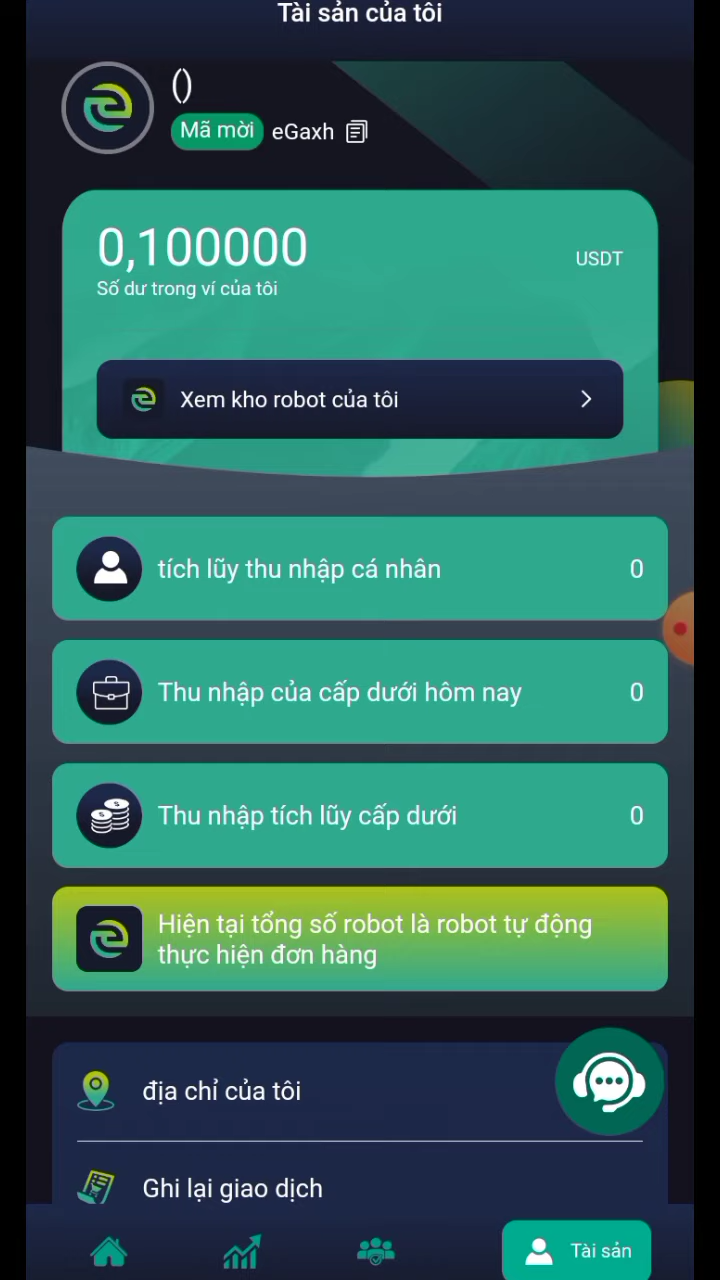 Tài sản của tôi
()
Mã mời eGaxh
0,100000 USDT
Số dư trong ví của tôi
Xem kho robot của tôi
tích lũy thu nhập cá nhân 0
Thu nhập của cấp dưới hôm nay 0
Thu nhập tích lũy cấp dưới 0
Hiện tại tổng số robot là robot tự động
thực hiện đơn hàng
địa chỉ của tôi
Ghi lại giao dịch
Tài sản